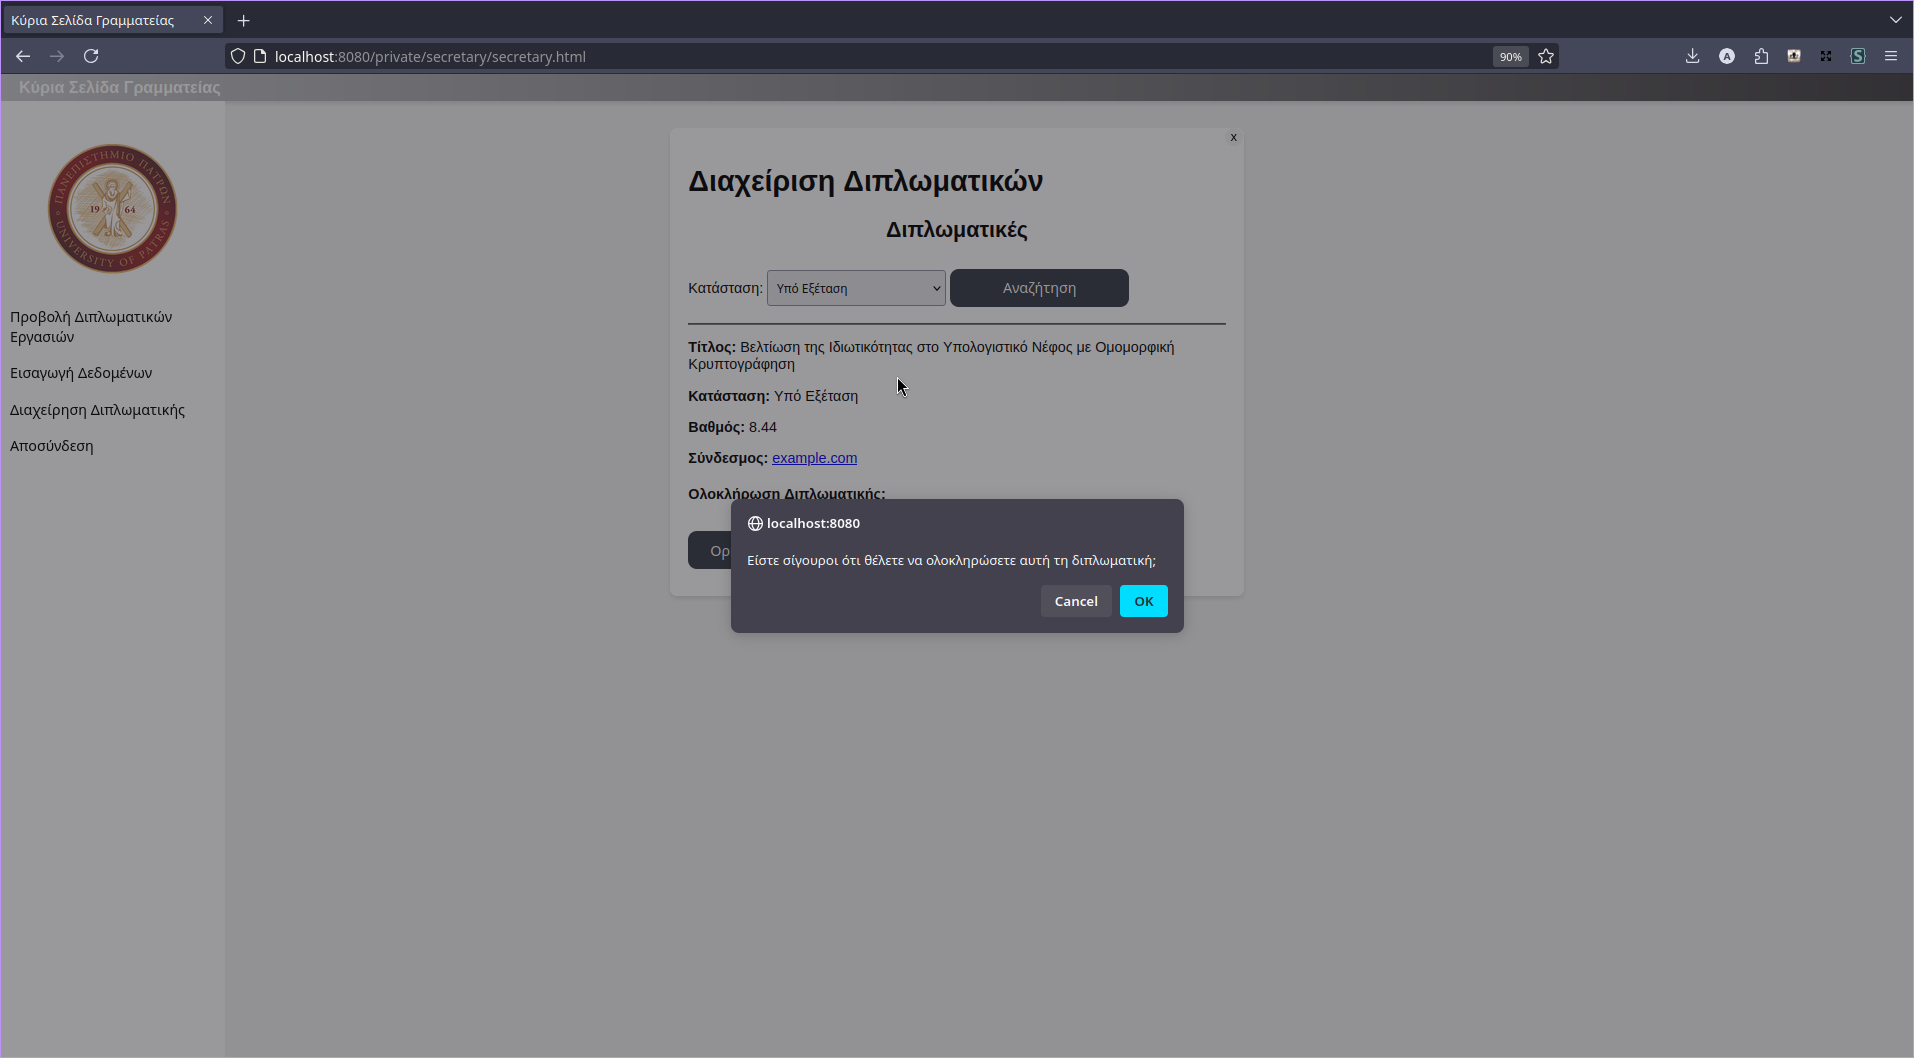 Κύρια Σελίδα Γραμματείας
localhost:8080/private/secretary/secretary.html
90%
A
S
Κύρια Σελίδα Γραμματείας
ΠΑΝΕΠΙΣΤΗΜΙΟ ΠΑΤΡΩΝ
19 64
UNIVERSITY OF PATRAS
Προβολή Διπλωματικών
Εργασιών
Εισαγωγή Δεδομένων
Διαχείρηση Διπλωματικής
Αποσύνδεση
x
Διαχείριση Διπλωματικών
Διπλωματικές
Κατάσταση: Υπό Εξέταση Αναζήτηση
Τίτλος: Βελτίωση της Ιδιωτικότητας στο Υπολογιστικό Νέφος με Ομομορφική
Κρυπτογράφηση
Κατάσταση: Υπό Εξέταση
Βαθμός: 8.44
Σύνδεσμος: example.com
Ολοκλήρωση Διπλωματικής:
localhost:8080
Είστε σίγουροι ότι θέλετε να ολοκληρώσετε αυτή τη διπλωματική;
Cancel OK